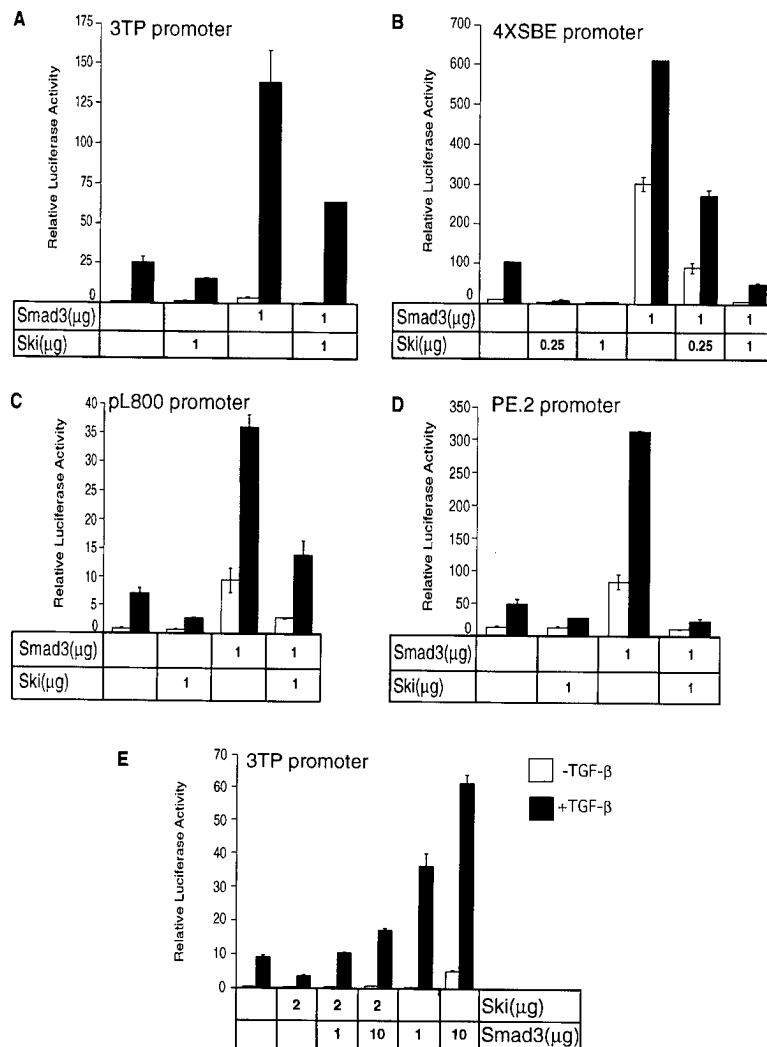 A
3TP promoter
Relative Luciferase Activity
175
150
125
100
75
50
25
0
Smad3(μg) 1 1
Ski(μg) 1 1
B
4XSBE promoter
Relative Luciferase Activity
700
600
500
400
300
200
100
0
Smad3(μg) 1 1 1
Ski(μg) 0.25 1 0.25 1
C
pL800 promoter
Relative Luciferase Activity
40
35
30
25
20
15
10
5
0
Smad3(μg) 1 1
Ski(μg) 1 1
D
PE.2 promoter
Relative Luciferase Activity
350
300
250
200
150
100
50
0
Smad3(μg) 1 1
Ski(μg) 1 1
E
3TP promoter
Relative Luciferase Activity
70
60
50
40
30
20
10
0
2 2 2 Ski(μg)
1 10 1 10 Smad3(μg)
-TGF-β
+TGF-β